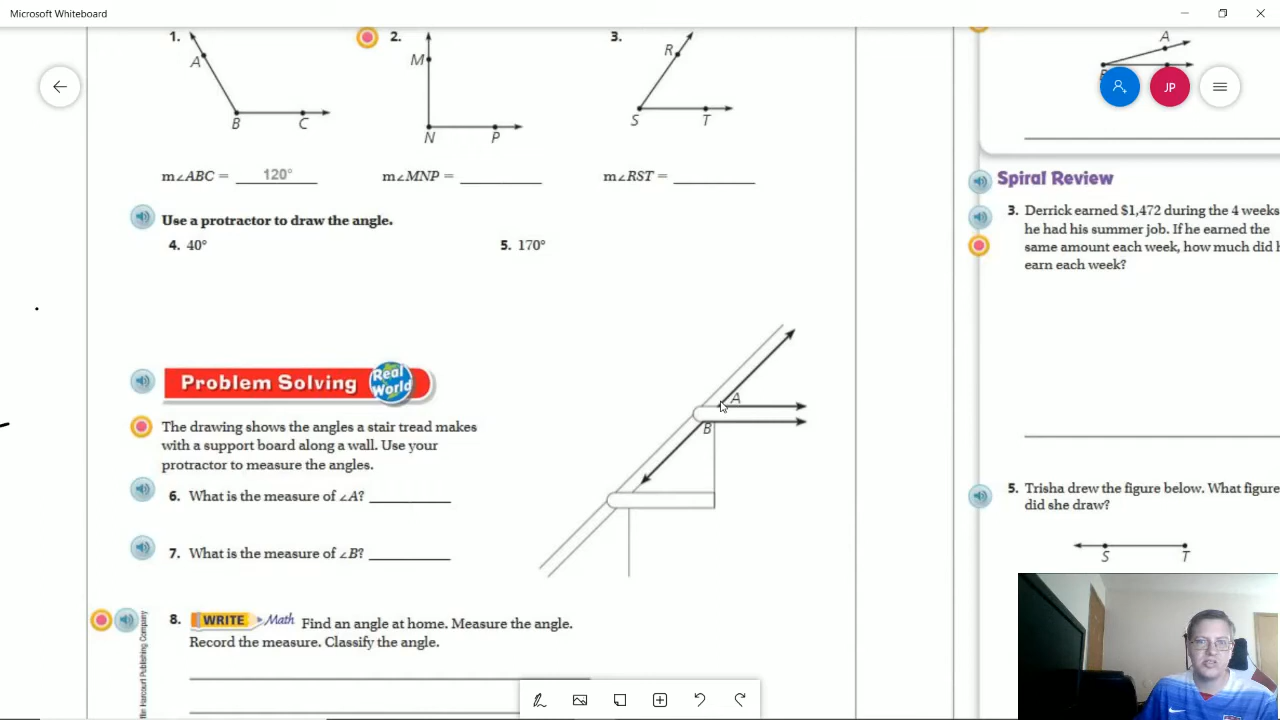 Microsoft Whiteboard
1. A B C
2. M N P
3. R S T
m∠ABC = 120°
m∠MNP =
m∠RST =
Use a protractor to draw the angle.
4. 40°
5. 170°
Problem Solving Real World
The drawing shows the angles a stair tread makes
with a support board along a wall. Use your
protractor to measure the angles.
6. What is the measure of ∠A?
7. What is the measure of ∠B?
A
B
8. WRITE Math Find an angle at home. Measure the angle.
Record the measure. Classify the angle.
Harcourt Publishing Company
A
JP
Spiral Review
3. Derrick earned $1,472 during the 4 weeks
he had his summer job. If he earned the
same amount each week, how much did
earn each week?
5. Trisha drew the figure below. What figure
did she draw?
S T